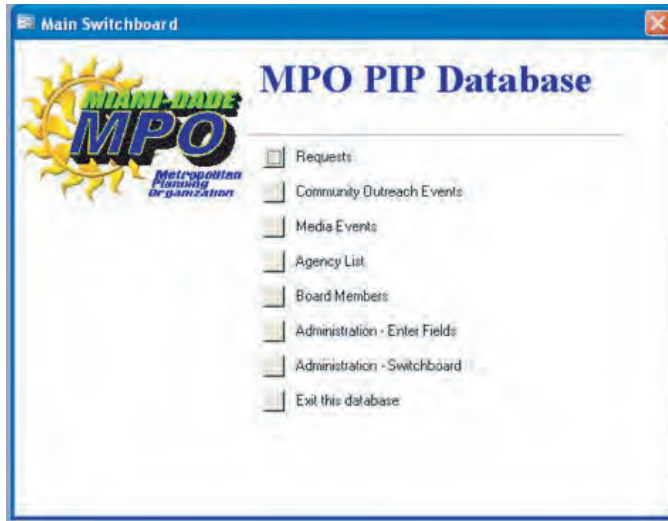 Main Switchboard
MIAMI-DADE
MPO
Metropolitan
Planning
Organization
MPO PIP Database
Requests
Community Outreach Events
Media Events
Agency List
Board Members
Administration - Enter Fields
Administration - Switchboard
Exit this database